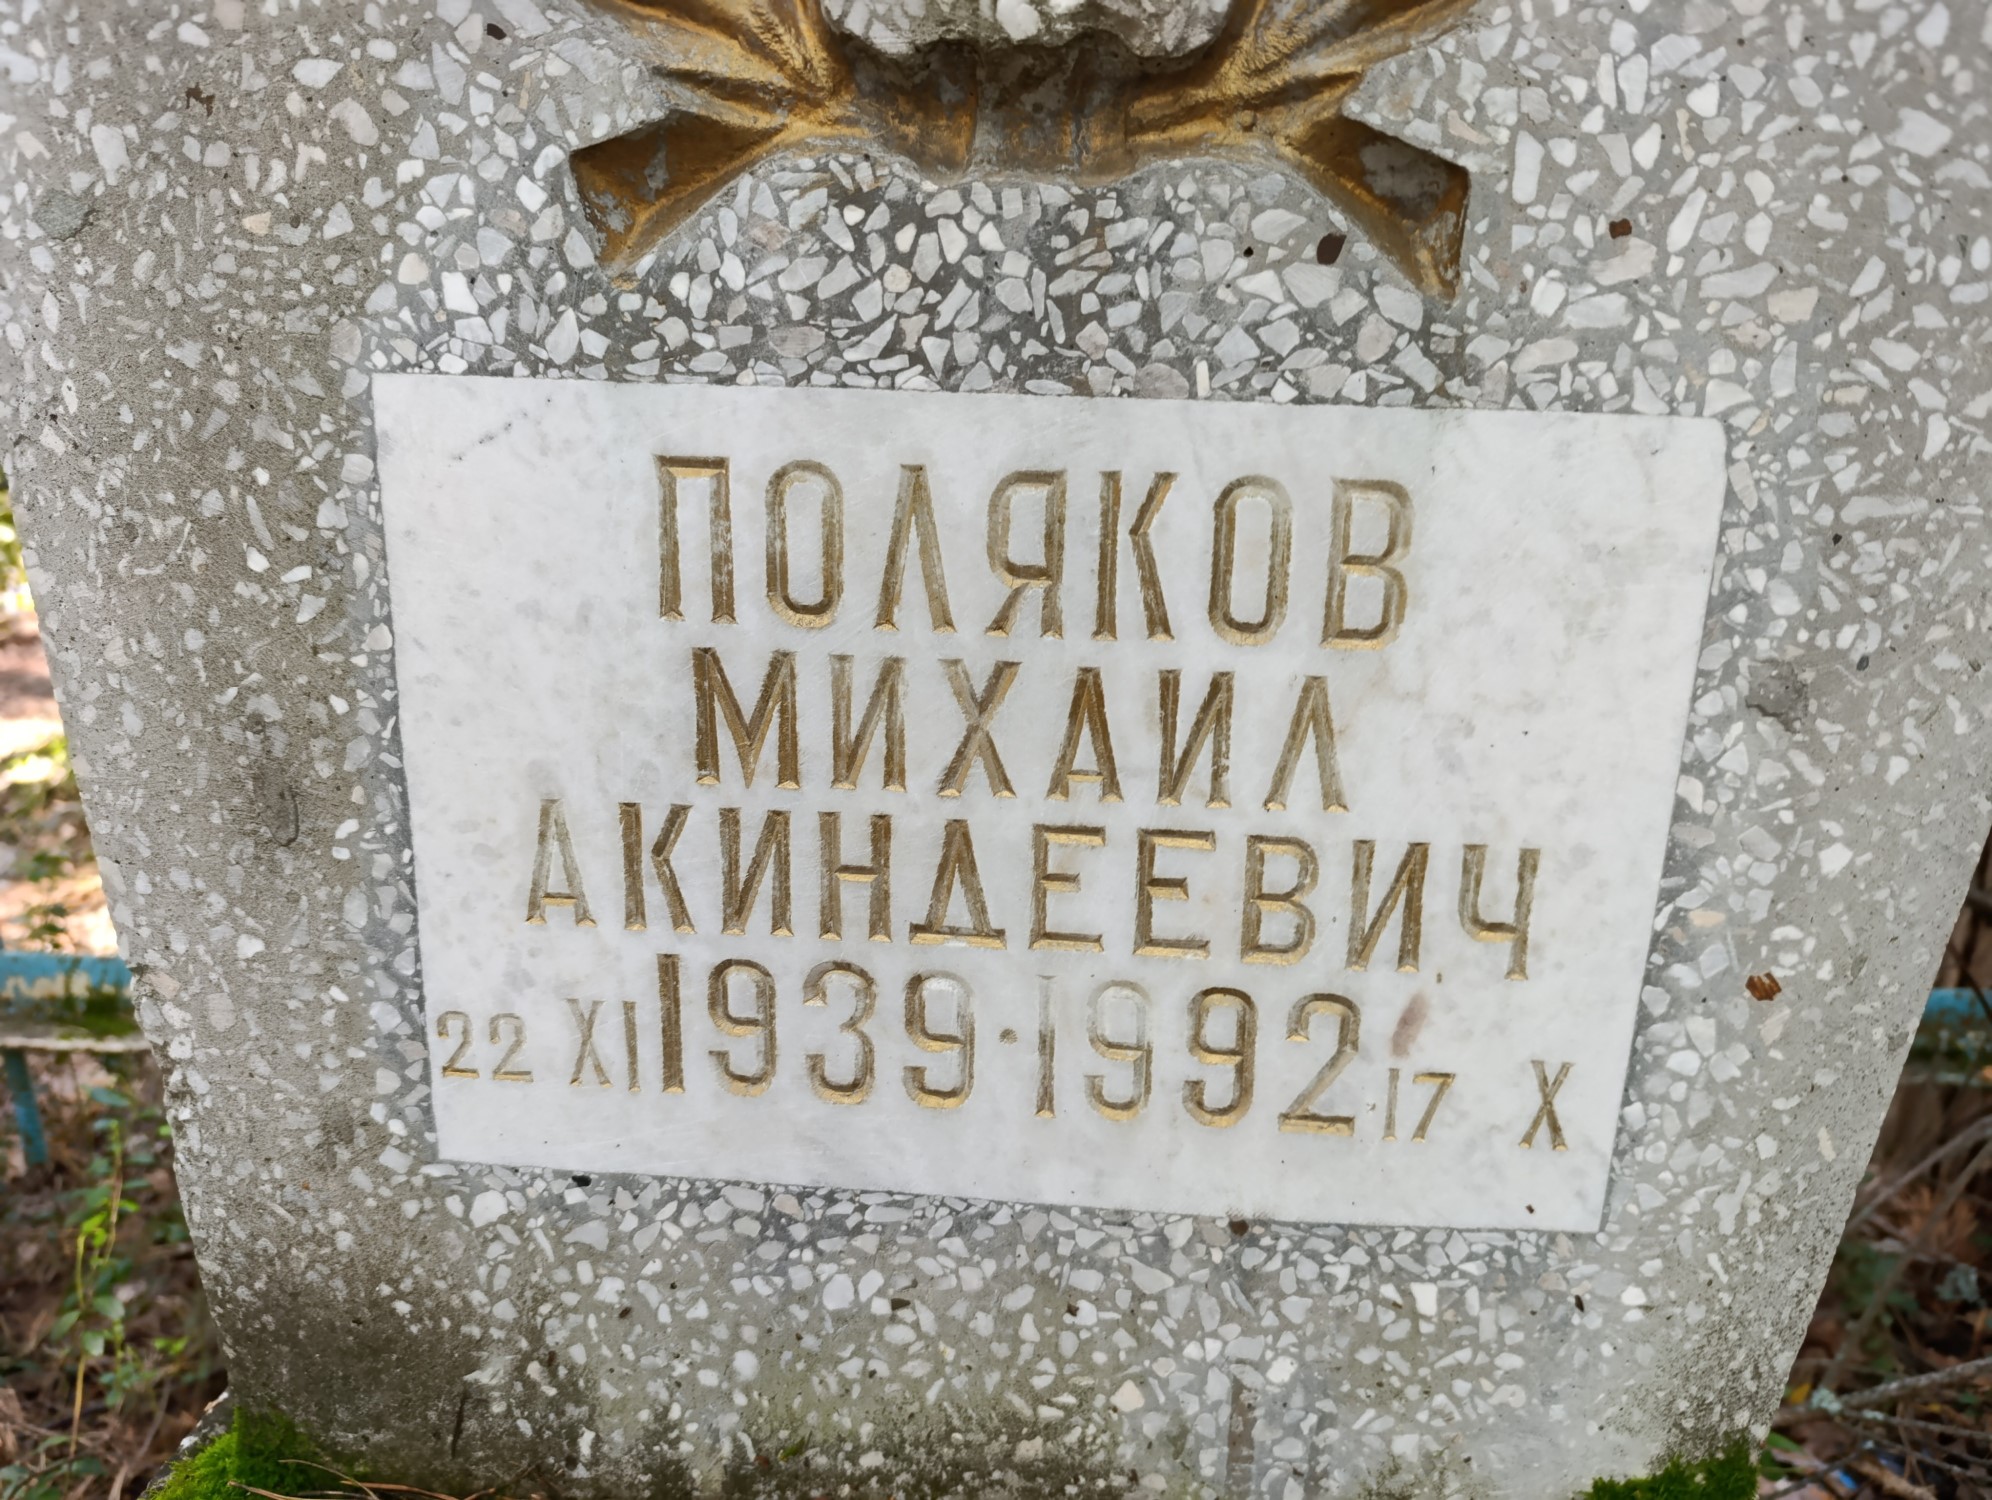 ПОЛЯКОВ
МИХАИЛ
АКИНДЕЕВИЧ
22 XI 1939·1992 17 X